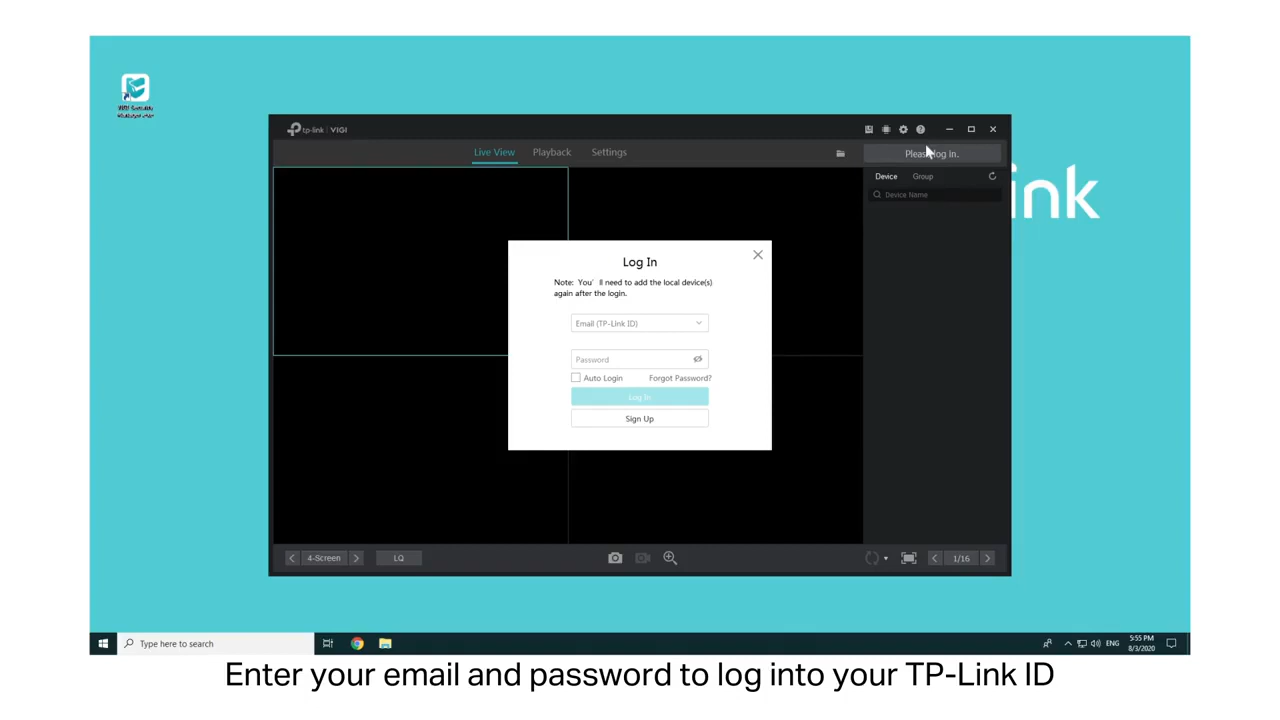 tp-link | VIGI
Live View Playback Settings
Please log In.
Device Group
Device Name
ink
Log In
Note: You'll need to add the local device(s)
again after the login.
Email (TP-Link ID)
Password
Auto Login Forgot Password?
Log In
Sign Up
4-Screen LQ 1/16
Type here to search
ENG
5:55 PM
8/3/2020
Enter your email and password to log into your TP-Link ID